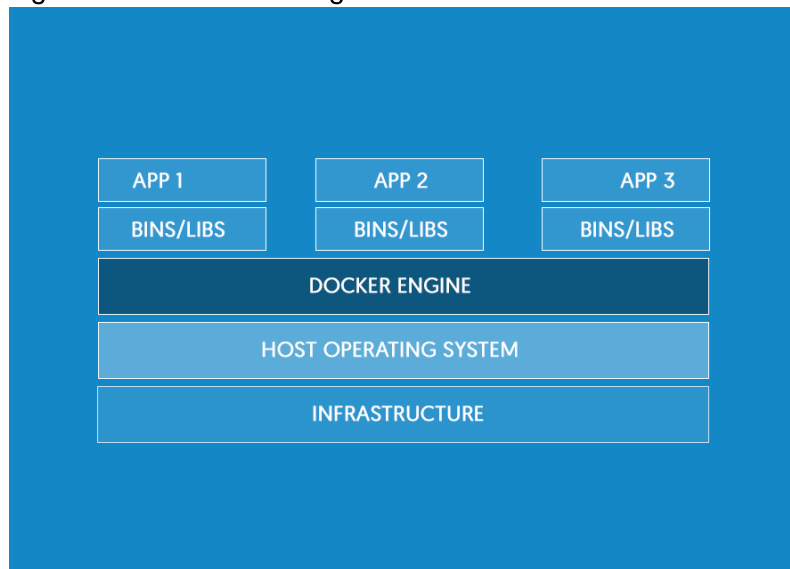 APP 1 APP 2 APP 3
BINS/LIBS BINS/LIBS BINS/LIBS
DOCKER ENGINE
HOST OPERATING SYSTEM
INFRASTRUCTURE